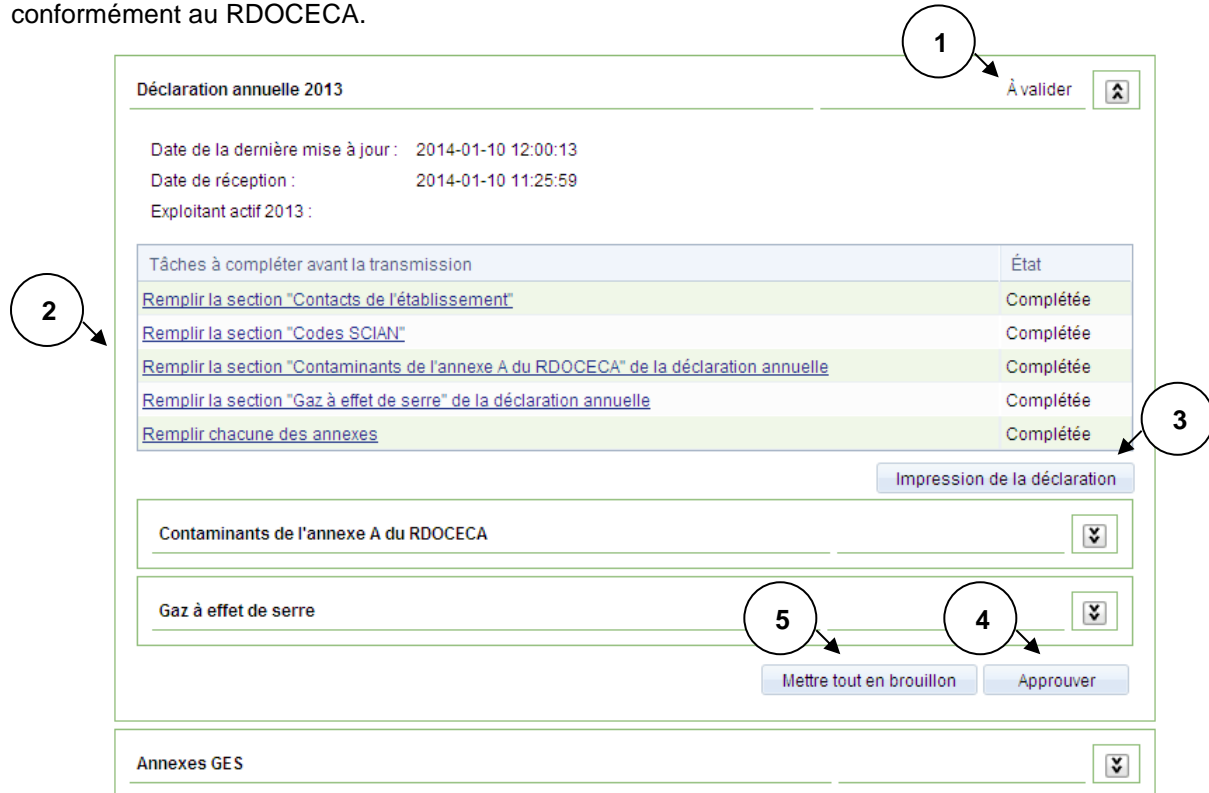 conformément au RDOCECA.
1
Déclaration annuelle 2013 À valider
Date de la dernière mise à jour : 2014-01-10 12:00:13
Date de réception : 2014-01-10 11:25:59
Exploitant actif 2013 :
Tâches à compléter avant la transmission État
2
Remplir la section "Contacts de l'établissement" Complétée
Remplir la section "Codes SCIAN" Complétée
Remplir la section "Contaminants de l'annexe A du RDOCECA" de la déclaration annuelle Complétée
Remplir la section "Gaz à effet de serre" de la déclaration annuelle Complétée
3
Remplir chacune des annexes Complétée
Impression de la déclaration
Contaminants de l'annexe A du RDOCECA
Gaz à effet de serre
5 4
Mettre tout en brouillon Approuver
Annexes GES